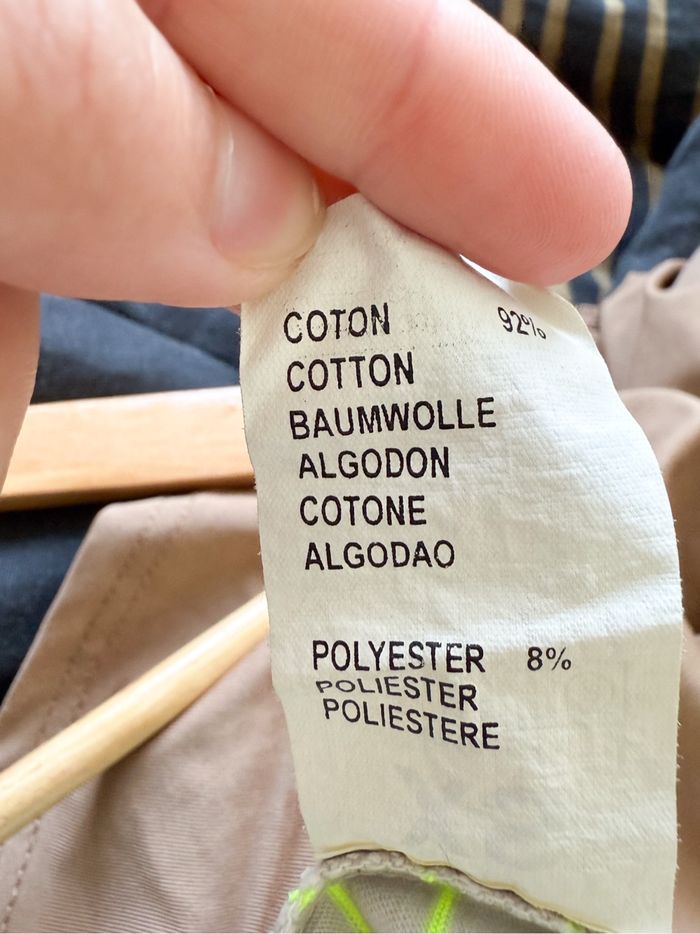 COTON 92%
COTTON
BAUMWOLLE
ALGODON
COTONE
ALGODAO
POLYESTER 8%
POLIESTER
POLIESTERE